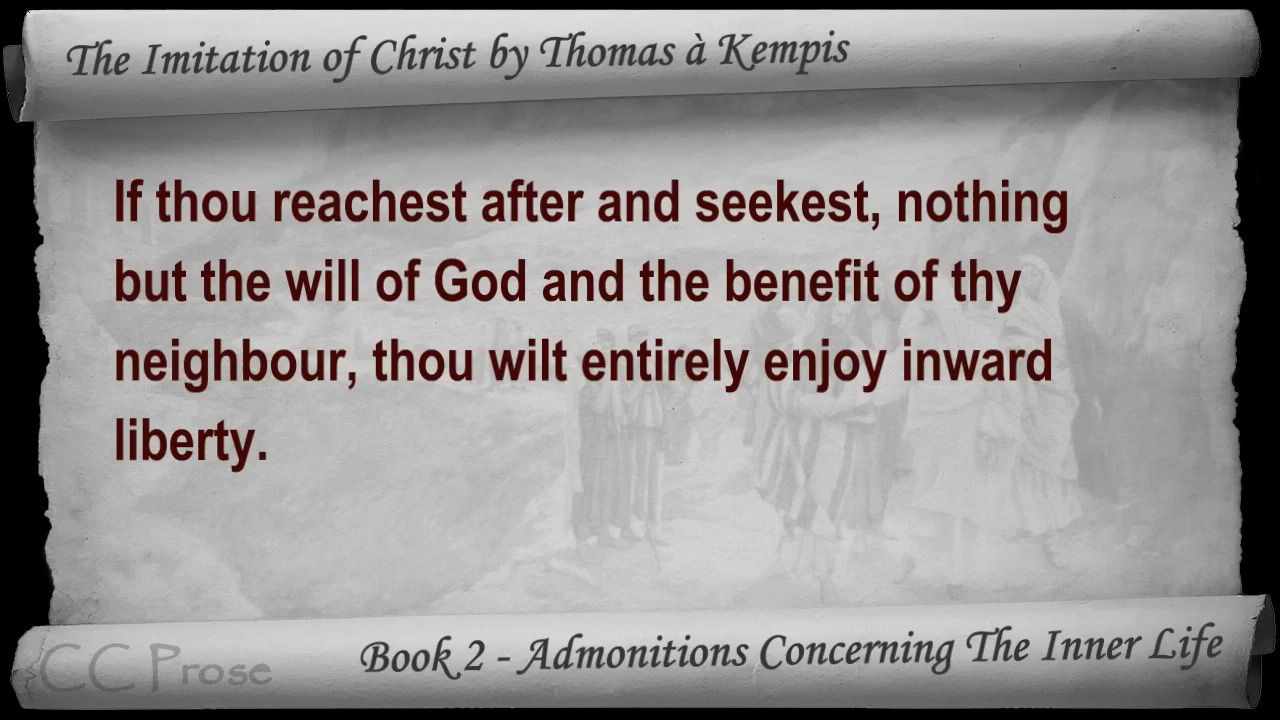 The Imitation of Christ by Thomas à Kempis
If thou reachest after and seekest, nothing
but the will of God and the benefit of thy
neighbour, thou wilt entirely enjoy inward
liberty.
CC Prose
Book 2 - Admonitions Concerning The Inner Life